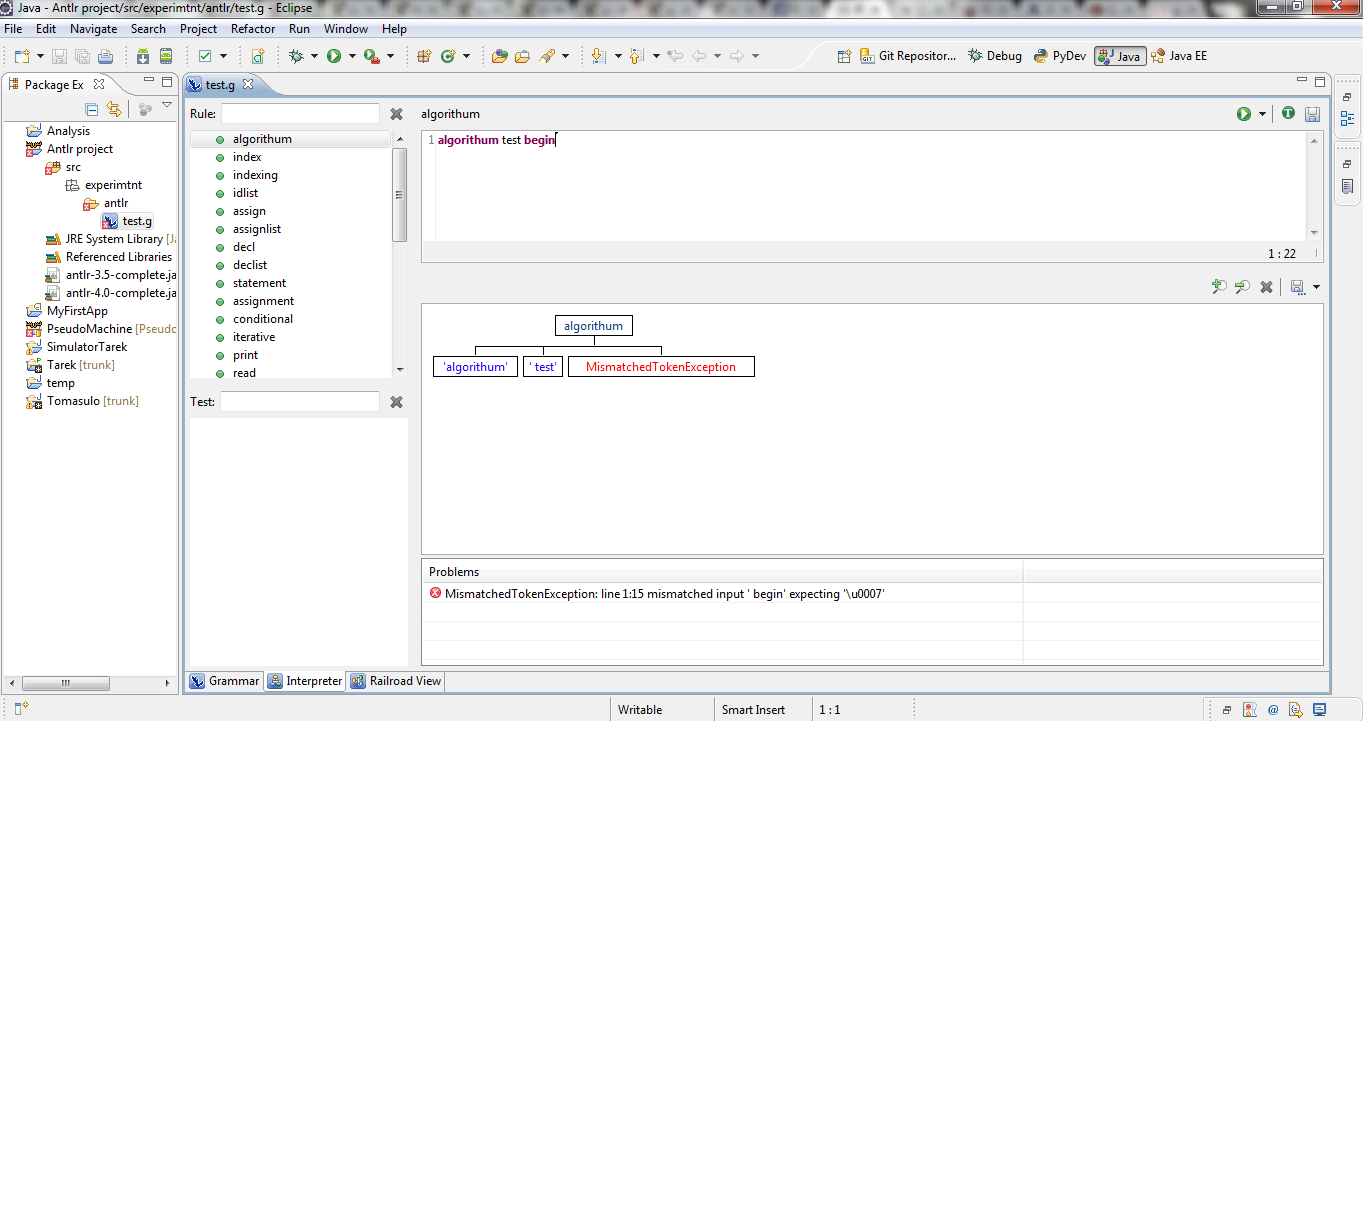 Java - Antlr project/src/experimtnt/antlr/test.g - Eclipse
File Edit Navigate Search Project Refactor Run Window Help
Git Repositor... Debug PyDev Java Java EE
Package Ex
Analysis
Antlr project
src
experimtnt
antlr
test.g
JRE System Library [Ja
Referenced Libraries
antlr-3.5-complete.ja
antlr-4.0-complete.ja
MyFirstApp
PseudoMachine [Pseudc
SimulatorTarek
Tarek [trunk]
temp
Tomasulo [trunk]
test.g
Rule:
algorithum
index
indexing
idlist
assign
assignlist
decl
declist
statement
assignment
conditional
iterative
print
read
Test:
algorithum
1 algorithum test begin
1 : 22
algorithum
'algorithum' ' test' MismatchedTokenException
Problems
MismatchedTokenException: line 1:15 mismatched input ' begin' expecting '\u0007'
Grammar Interpreter Railroad View
Writable Smart Insert 1 : 1